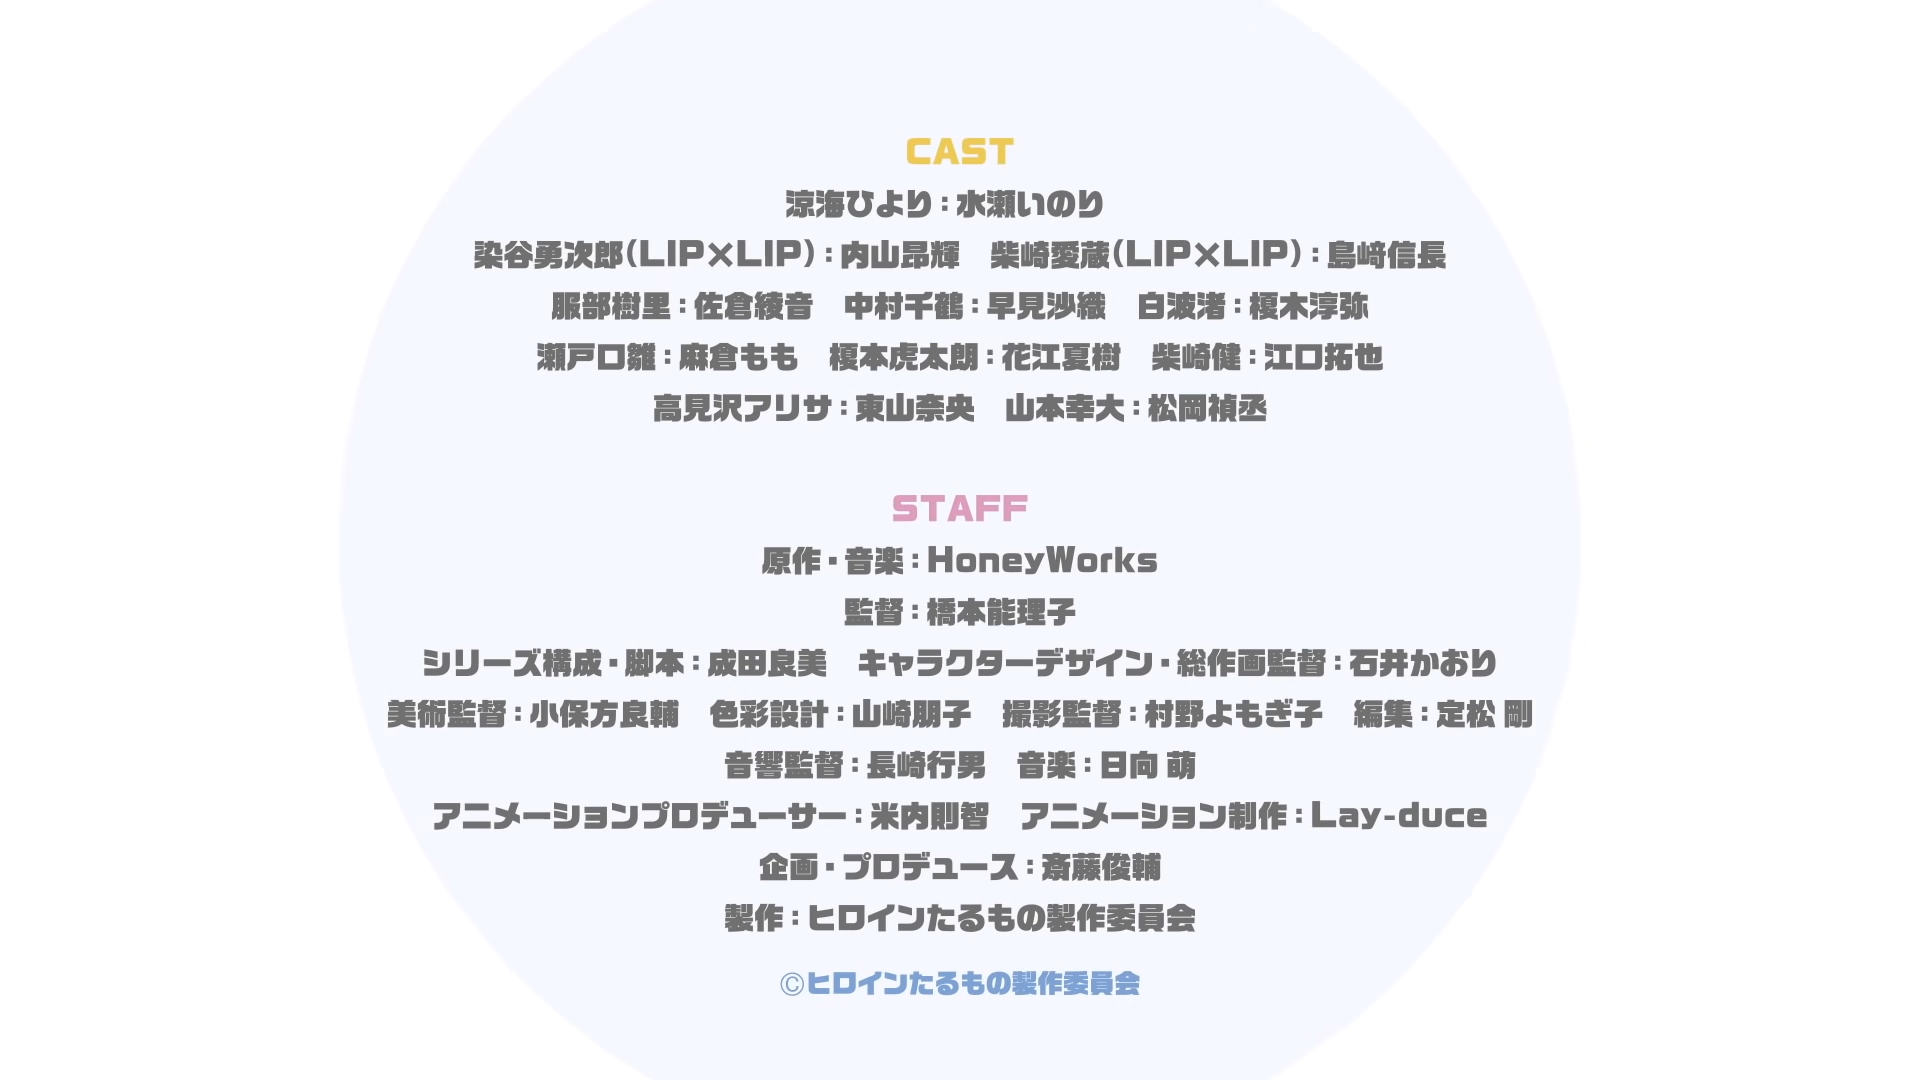 CAST
涼海ひより：水瀬いのり
染谷勇次郎(LIP×LIP)：内山昂輝　柴崎愛蔵(LIP×LIP)：島﨑信長
服部樹里：佐倉綾音　中村千鶴：早見沙織　白波渚：榎木淳弥
瀬戸口雛：麻倉もも　榎本虎太朗：花江夏樹　柴崎健：江口拓也
高見沢アリサ：東山奈央　山本幸大：松岡禎丞
STAFF
原作・音楽：HoneyWorks
監督：橋本能理子
シリーズ構成・脚本：成田良美　キャラクターデザイン・総作画監督：石井かおり
美術監督：小保方良輔　色彩設計：山崎朋子　撮影監督：村野よもぎ子　編集：定松 剛
音響監督：長崎行男　音楽：日向 萌
アニメーションプロデューサー：米内則智　アニメーション制作：Lay-duce
企画・プロデュース：斎藤俊輔
製作：ヒロインたるもの製作委員会
©ヒロインたるもの製作委員会